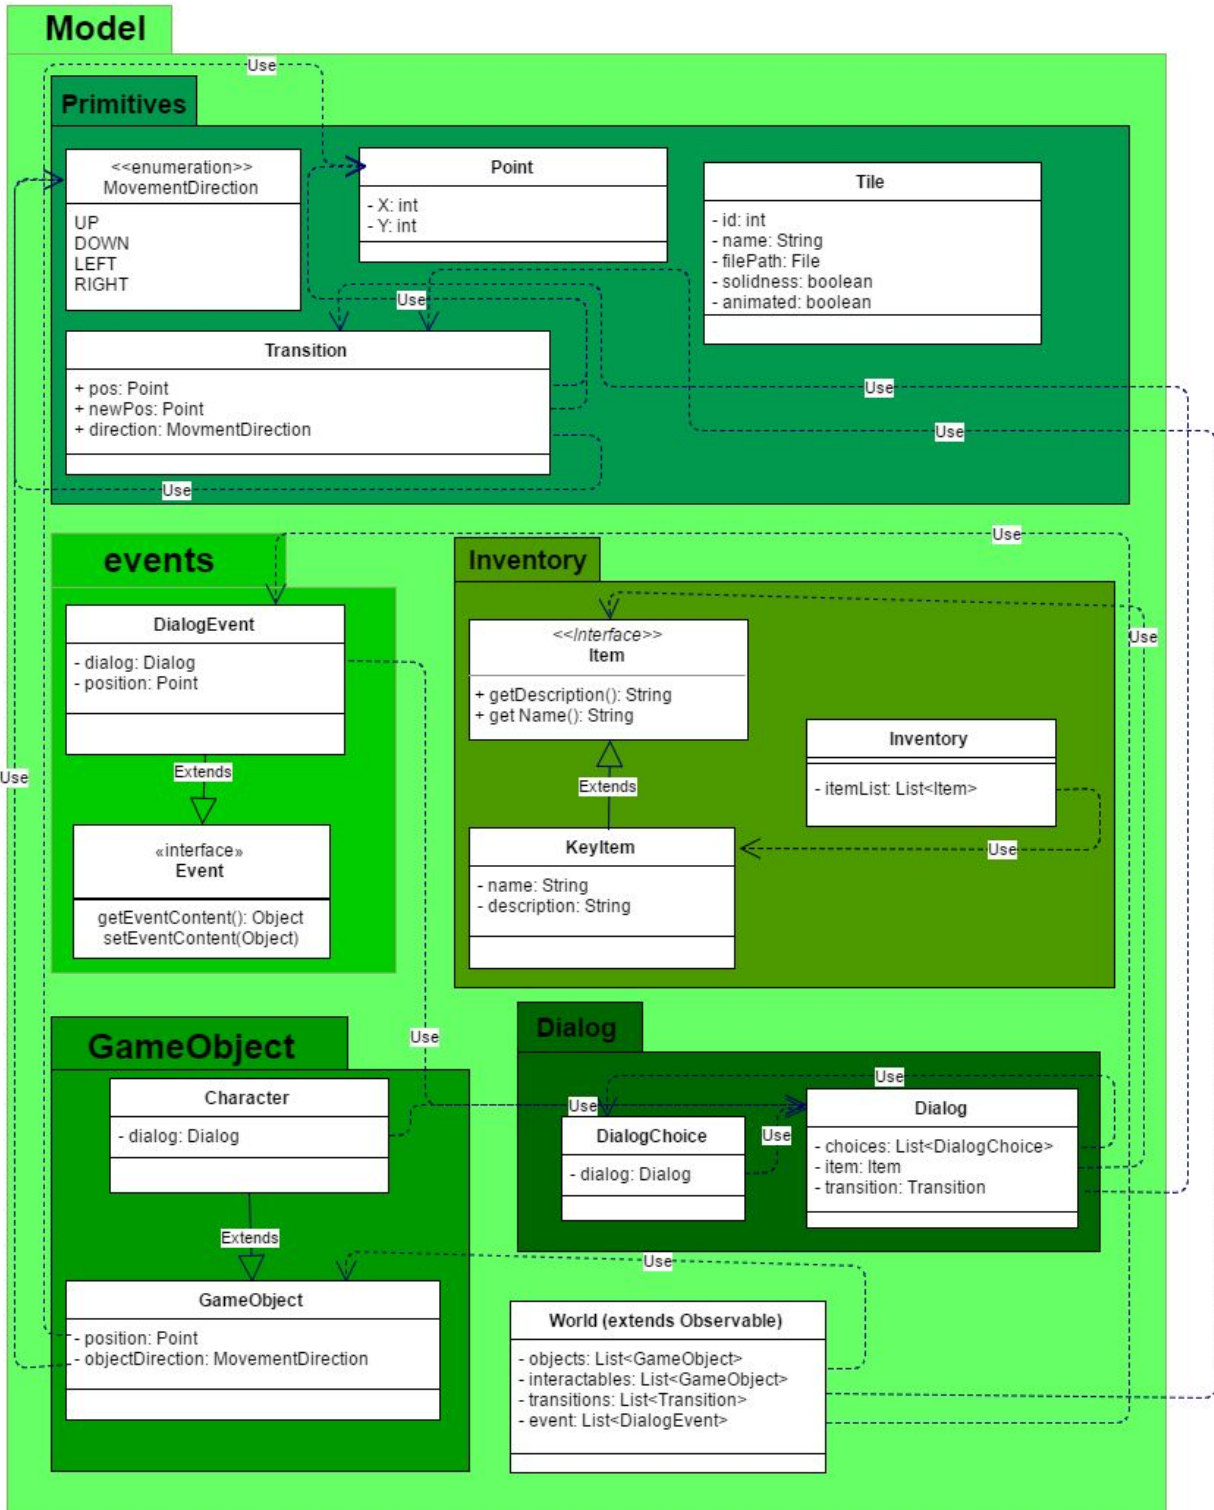 Model
Use
Primitives
<<enumeration>>
MovementDirection
UP
DOWN
LEFT
RIGHT
Point
- X: int
- Y: int
Tile
- id: int
- name: String
- filePath: File
- solidness: boolean
- animated: boolean
Use
Transition
+ pos: Point
+ newPos: Point
+ direction: MovmentDirection
Use
Use
Use
events
Use
DialogEvent
- dialog: Dialog
- position: Point
Extends
«interface»
Event
getEventContent(): Object
setEventContent(Object)
Use
Inventory
<<Interface>>
Item
+ getDescription(): String
+ get Name(): String
Use
Extends
Inventory
- itemList: List<Item>
Use
KeyItem
- name: String
- description: String
Use
GameObject
Character
- dialog: Dialog
Extends
GameObject
- position: Point
- objectDirection: MovementDirection
Dialog
Use
Use
DialogChoice
- dialog: Dialog
Use
Dialog
- choices: List<DialogChoice>
- item: Item
- transition: Transition
Use
World (extends Observable)
- objects: List<GameObject>
- interactables: List<GameObject>
- transitions: List<Transition>
- event: List<DialogEvent>